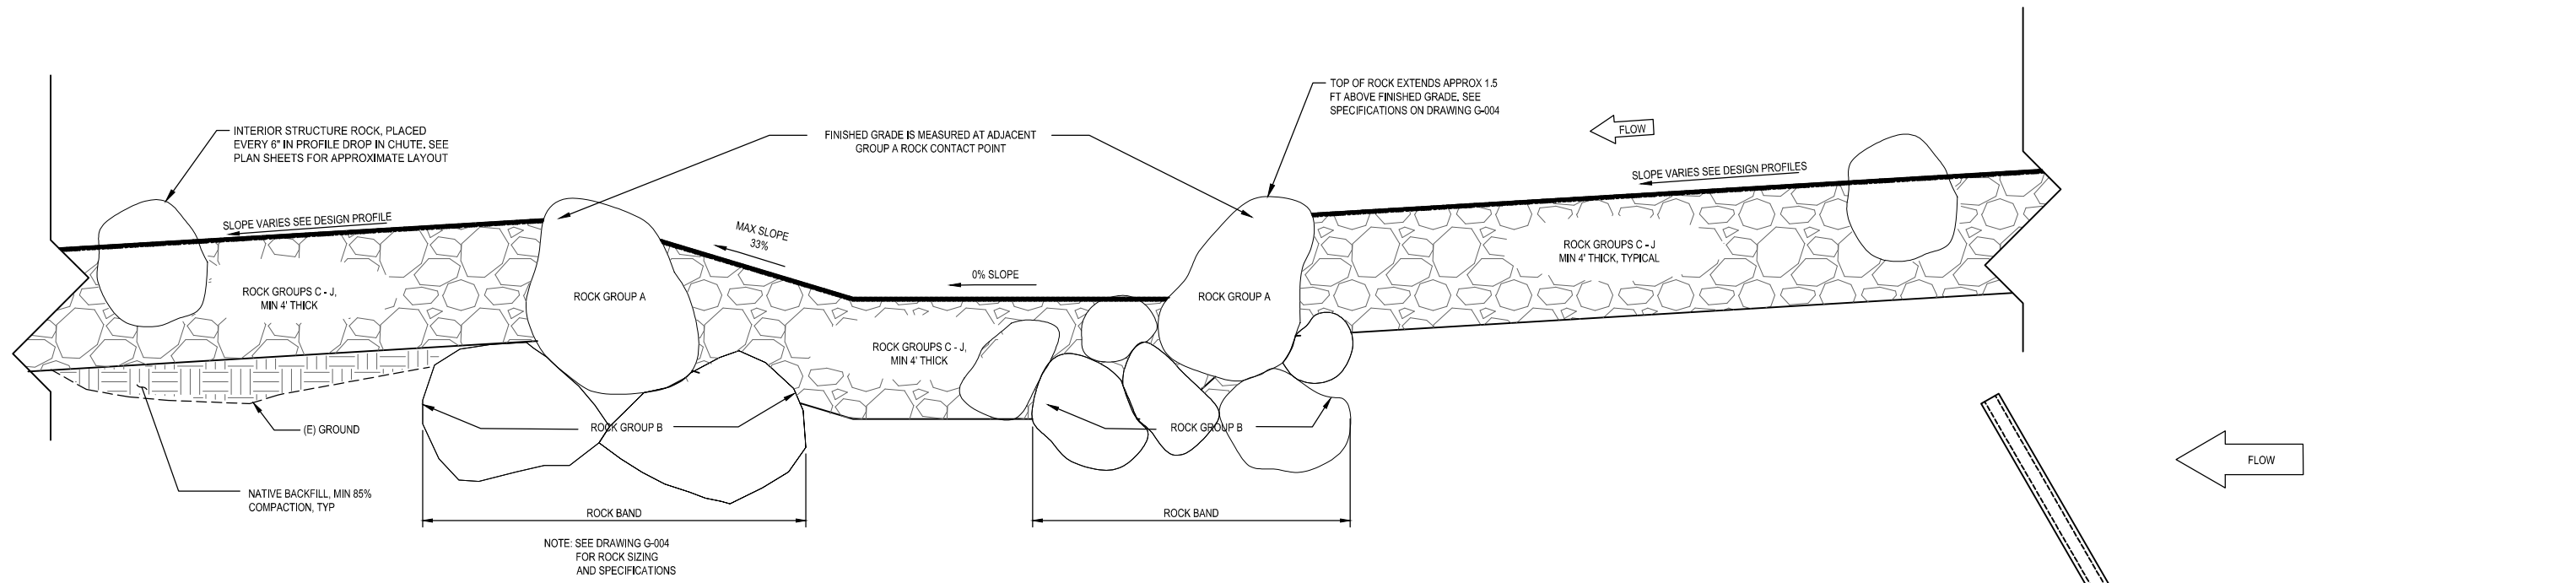 TOP OF ROCK EXTENDS APPROX 1.5
FT ABOVE FINISHED GRADE, SEE
SPECIFICATIONS ON DRAWING G-004
INTERIOR STRUCTURE ROCK, PLACED
EVERY 6" IN PROFILE DROP IN CHUTE. SEE
PLAN SHEETS FOR APPROXIMATE LAYOUT
FINISHED GRADE IS MEASURED AT ADJACENT
GROUP A ROCK CONTACT POINT
FLOW
SLOPE VARIES SEE DESIGN PROFILES
SLOPE VARIES SEE DESIGN PROFILE
MAX SLOPE
33%
0% SLOPE
ROCK GROUPS C - J
MIN 4' THICK, TYPICAL
ROCK GROUPS C - J,
MIN 4' THICK
ROCK GROUP A
ROCK GROUP A
ROCK GROUPS C - J,
MIN 4' THICK
(E) GROUND
ROCK GROUP B
ROCK GROUP B
FLOW
NATIVE BACKFILL, MIN 85%
COMPACTION, TYP
ROCK BAND
ROCK BAND
NOTE: SEE DRAWING G-004
FOR ROCK SIZING
AND SPECIFICATIONS